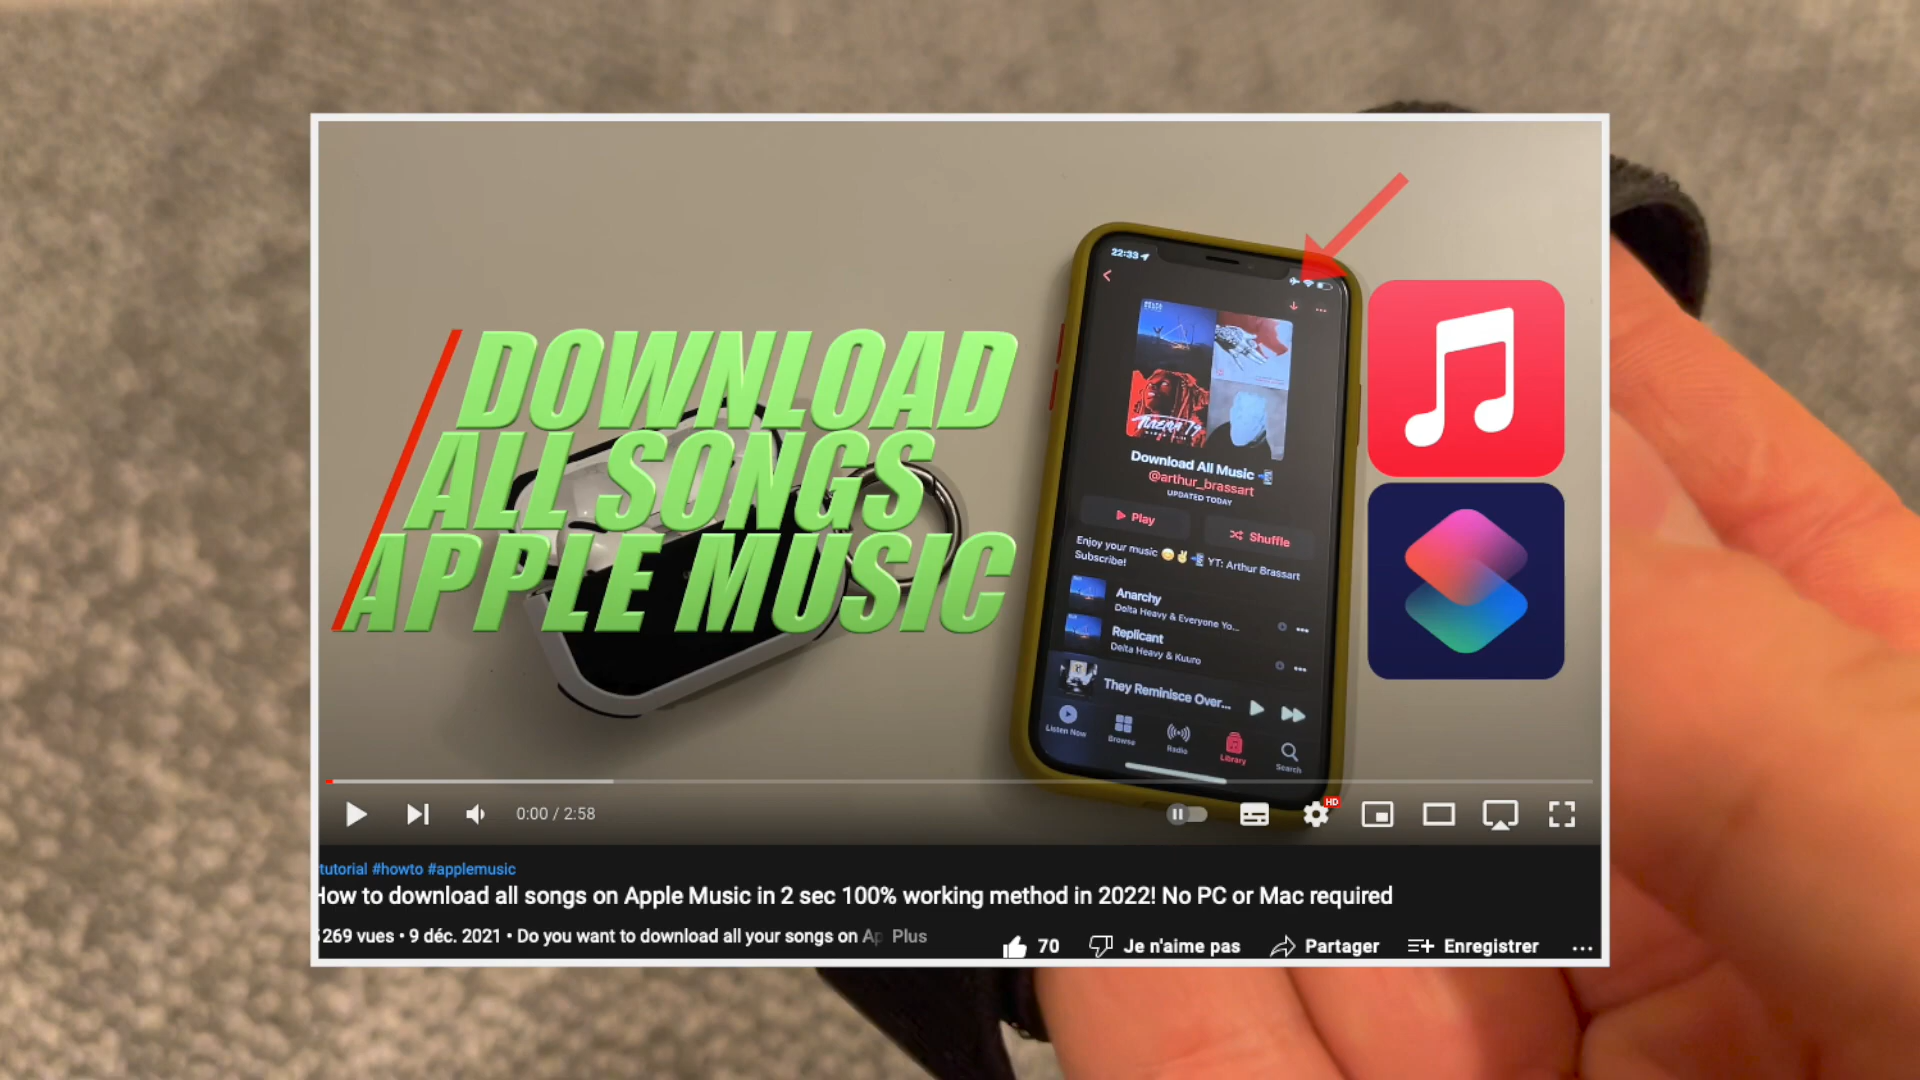 DOWNLOAD
ALL SONGS
APPLE MUSIC
22:33
Download All Music
@arthur_brassart
UPDATED TODAY
Play
Shuffle
Enjoy your music 😊✌️📲 YT: Arthur Brassart
Subscribe!
Anarchy
Delta Heavy & Everyone Yo...
Replicant
Delta Heavy & Kuuro
They Reminisce Over...
Listen Now
Browse
Radio
Library
Search
0:00 / 2:58
HD
tutorial #howto #applemusic
How to download all songs on Apple Music in 2 sec 100% working method in 2022! No PC or Mac required
269 vues • 9 déc. 2021 • Do you want to download all your songs on Ap Plus
70
Je n'aime pas
Partager
Enregistrer